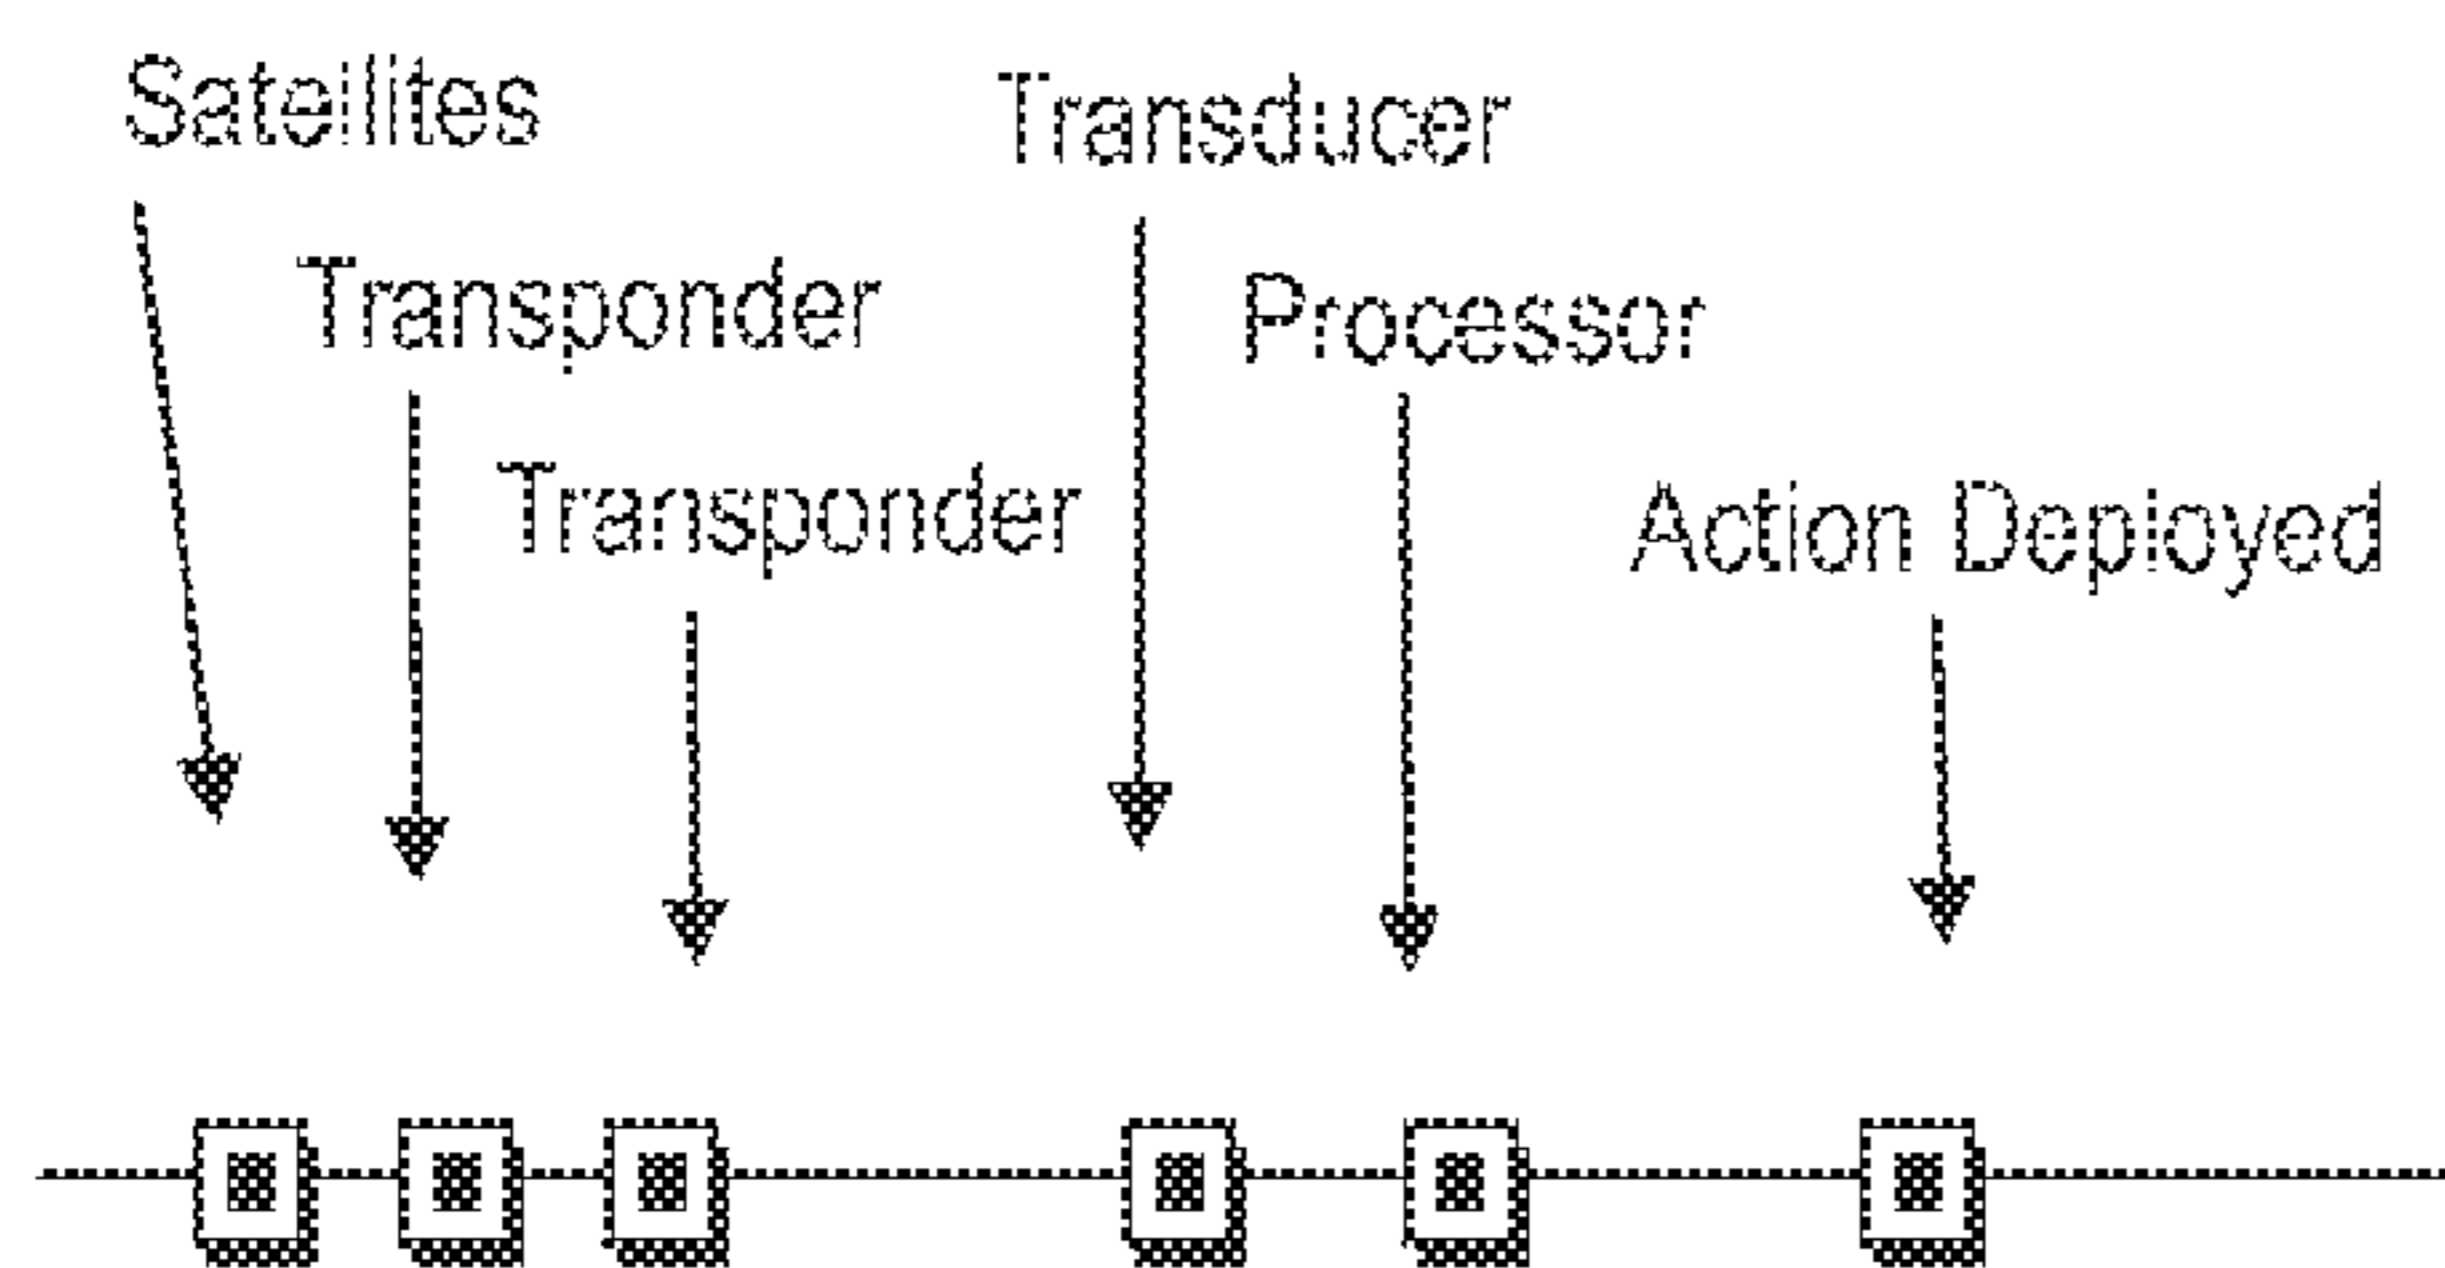 Satellites
Transducer
Transponder
Processor
Transponder
Action Deployed